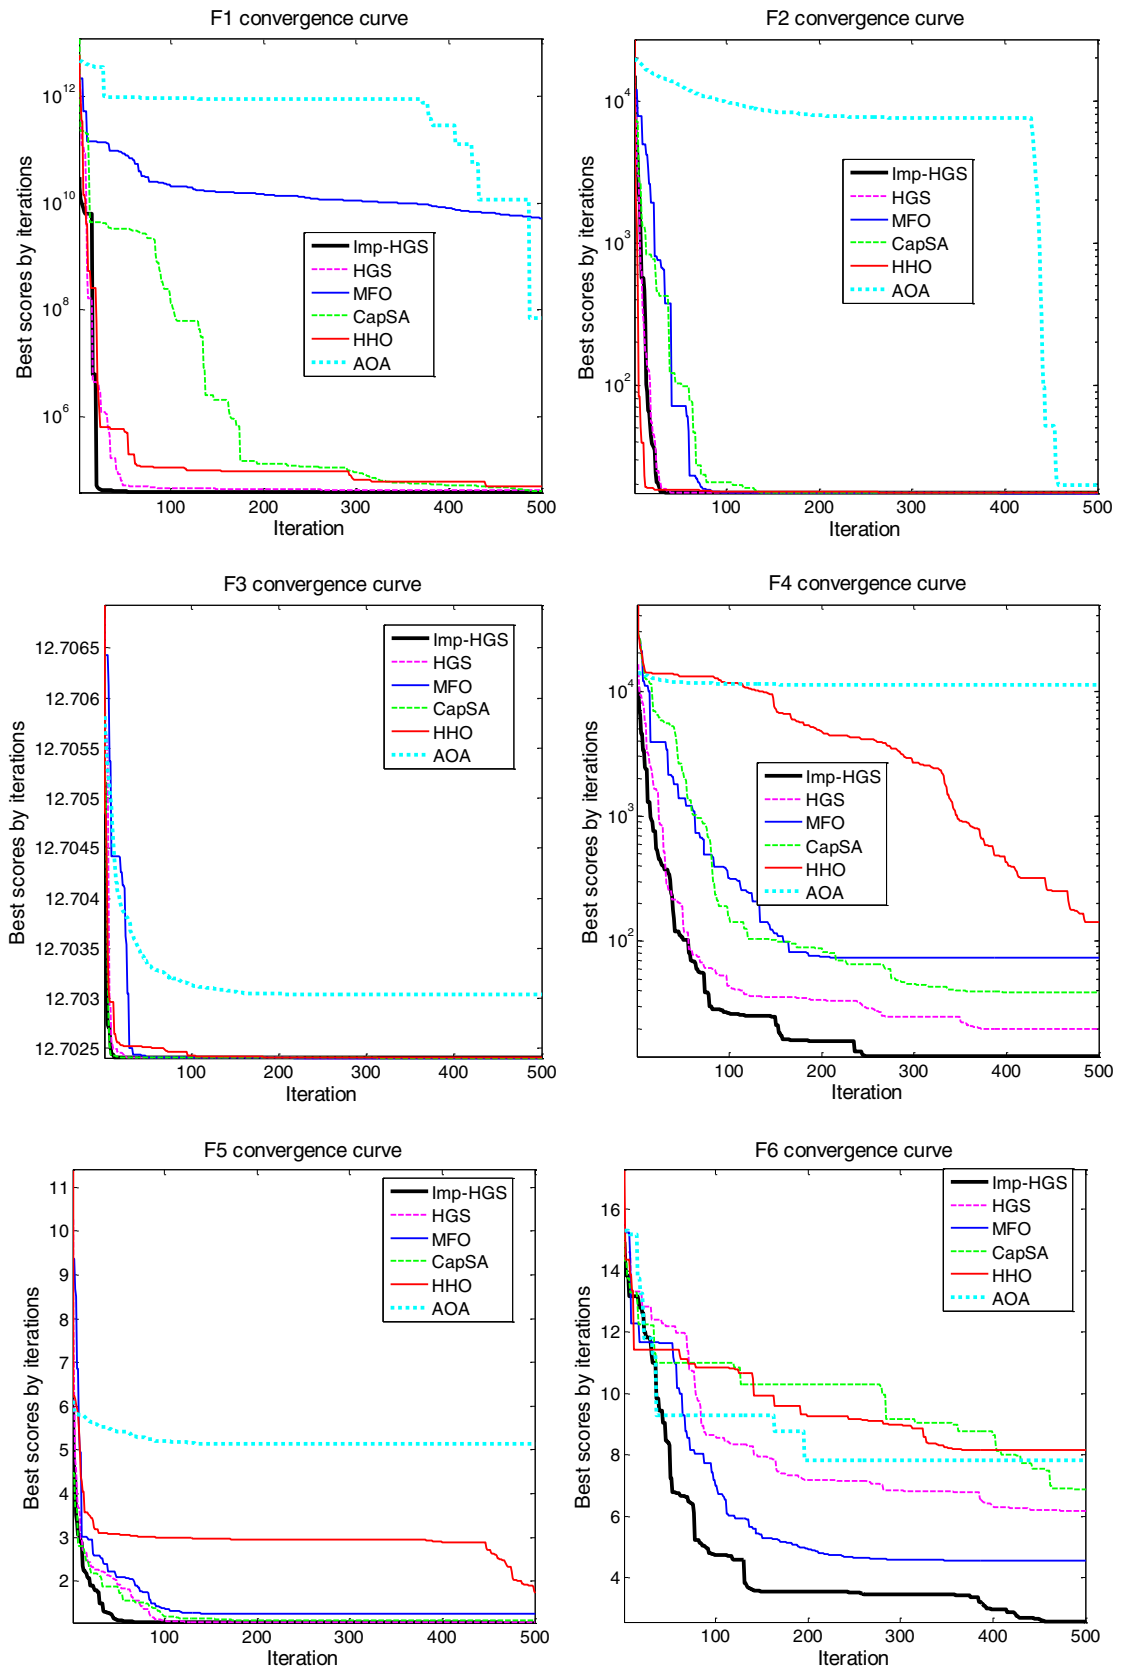 F1 convergence curve
Best scores by iterations
10^12
10^10
10^8
10^6
Imp-HGS
HGS
MFO
CapSA
HHO
AOA
100 200 300 400 500
Iteration
F2 convergence curve
Best scores by iterations
10^4
10^3
10^2
Imp-HGS
HGS
MFO
CapSA
HHO
AOA
100 200 300 400 500
Iteration
F3 convergence curve
Best scores by iterations
12.7065
12.706
12.7055
12.705
12.7045
12.704
12.7035
12.703
12.7025
Imp-HGS
HGS
MFO
CapSA
HHO
AOA
100 200 300 400 500
Iteration
F4 convergence curve
Best scores by iterations
10^4
10^3
10^2
Imp-HGS
HGS
MFO
CapSA
HHO
AOA
100 200 300 400 500
Iteration
F5 convergence curve
Best scores by iterations
11
10
9
8
7
6
5
4
3
2
Imp-HGS
HGS
MFO
CapSA
HHO
AOA
100 200 300 400 500
Iteration
F6 convergence curve
Best scores by iterations
16
14
12
10
8
6
4
Imp-HGS
HGS
MFO
CapSA
HHO
AOA
100 200 300 400 500
Iteration